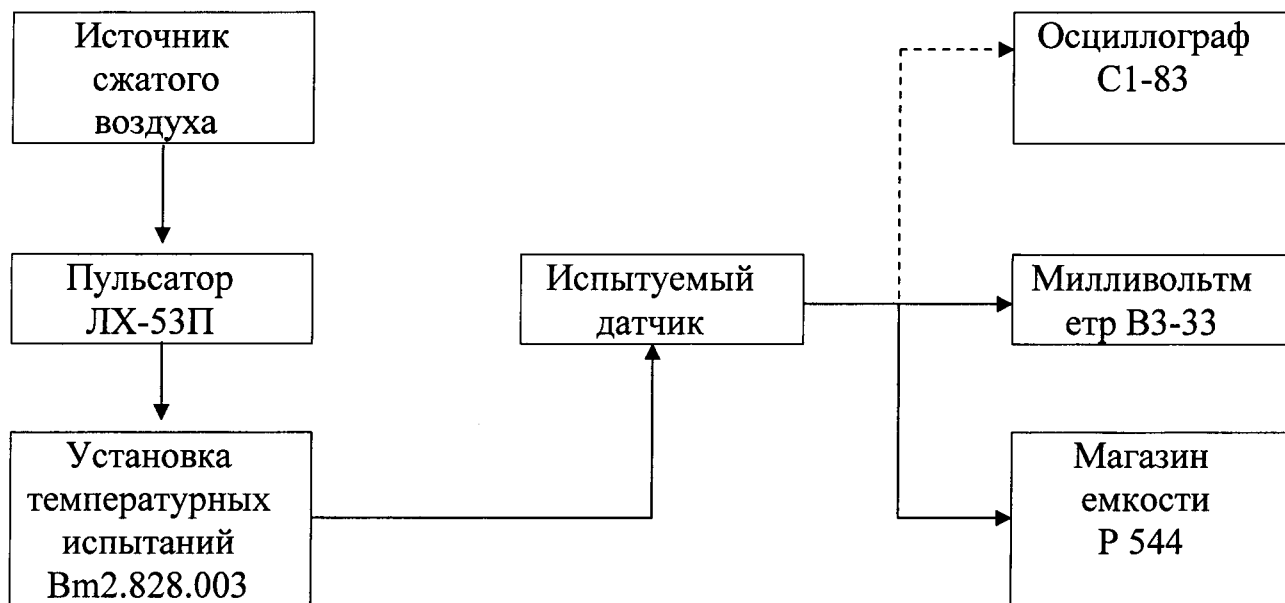 Источник
сжатого
воздуха
Пульсатор
ЛХ-53П
Установка
температурных
испытаний
Вm2.828.003
Испытуемый
датчик
Осциллограф
С1-83
Милливольтм
етр В3-33
Магазин
емкости
Р 544